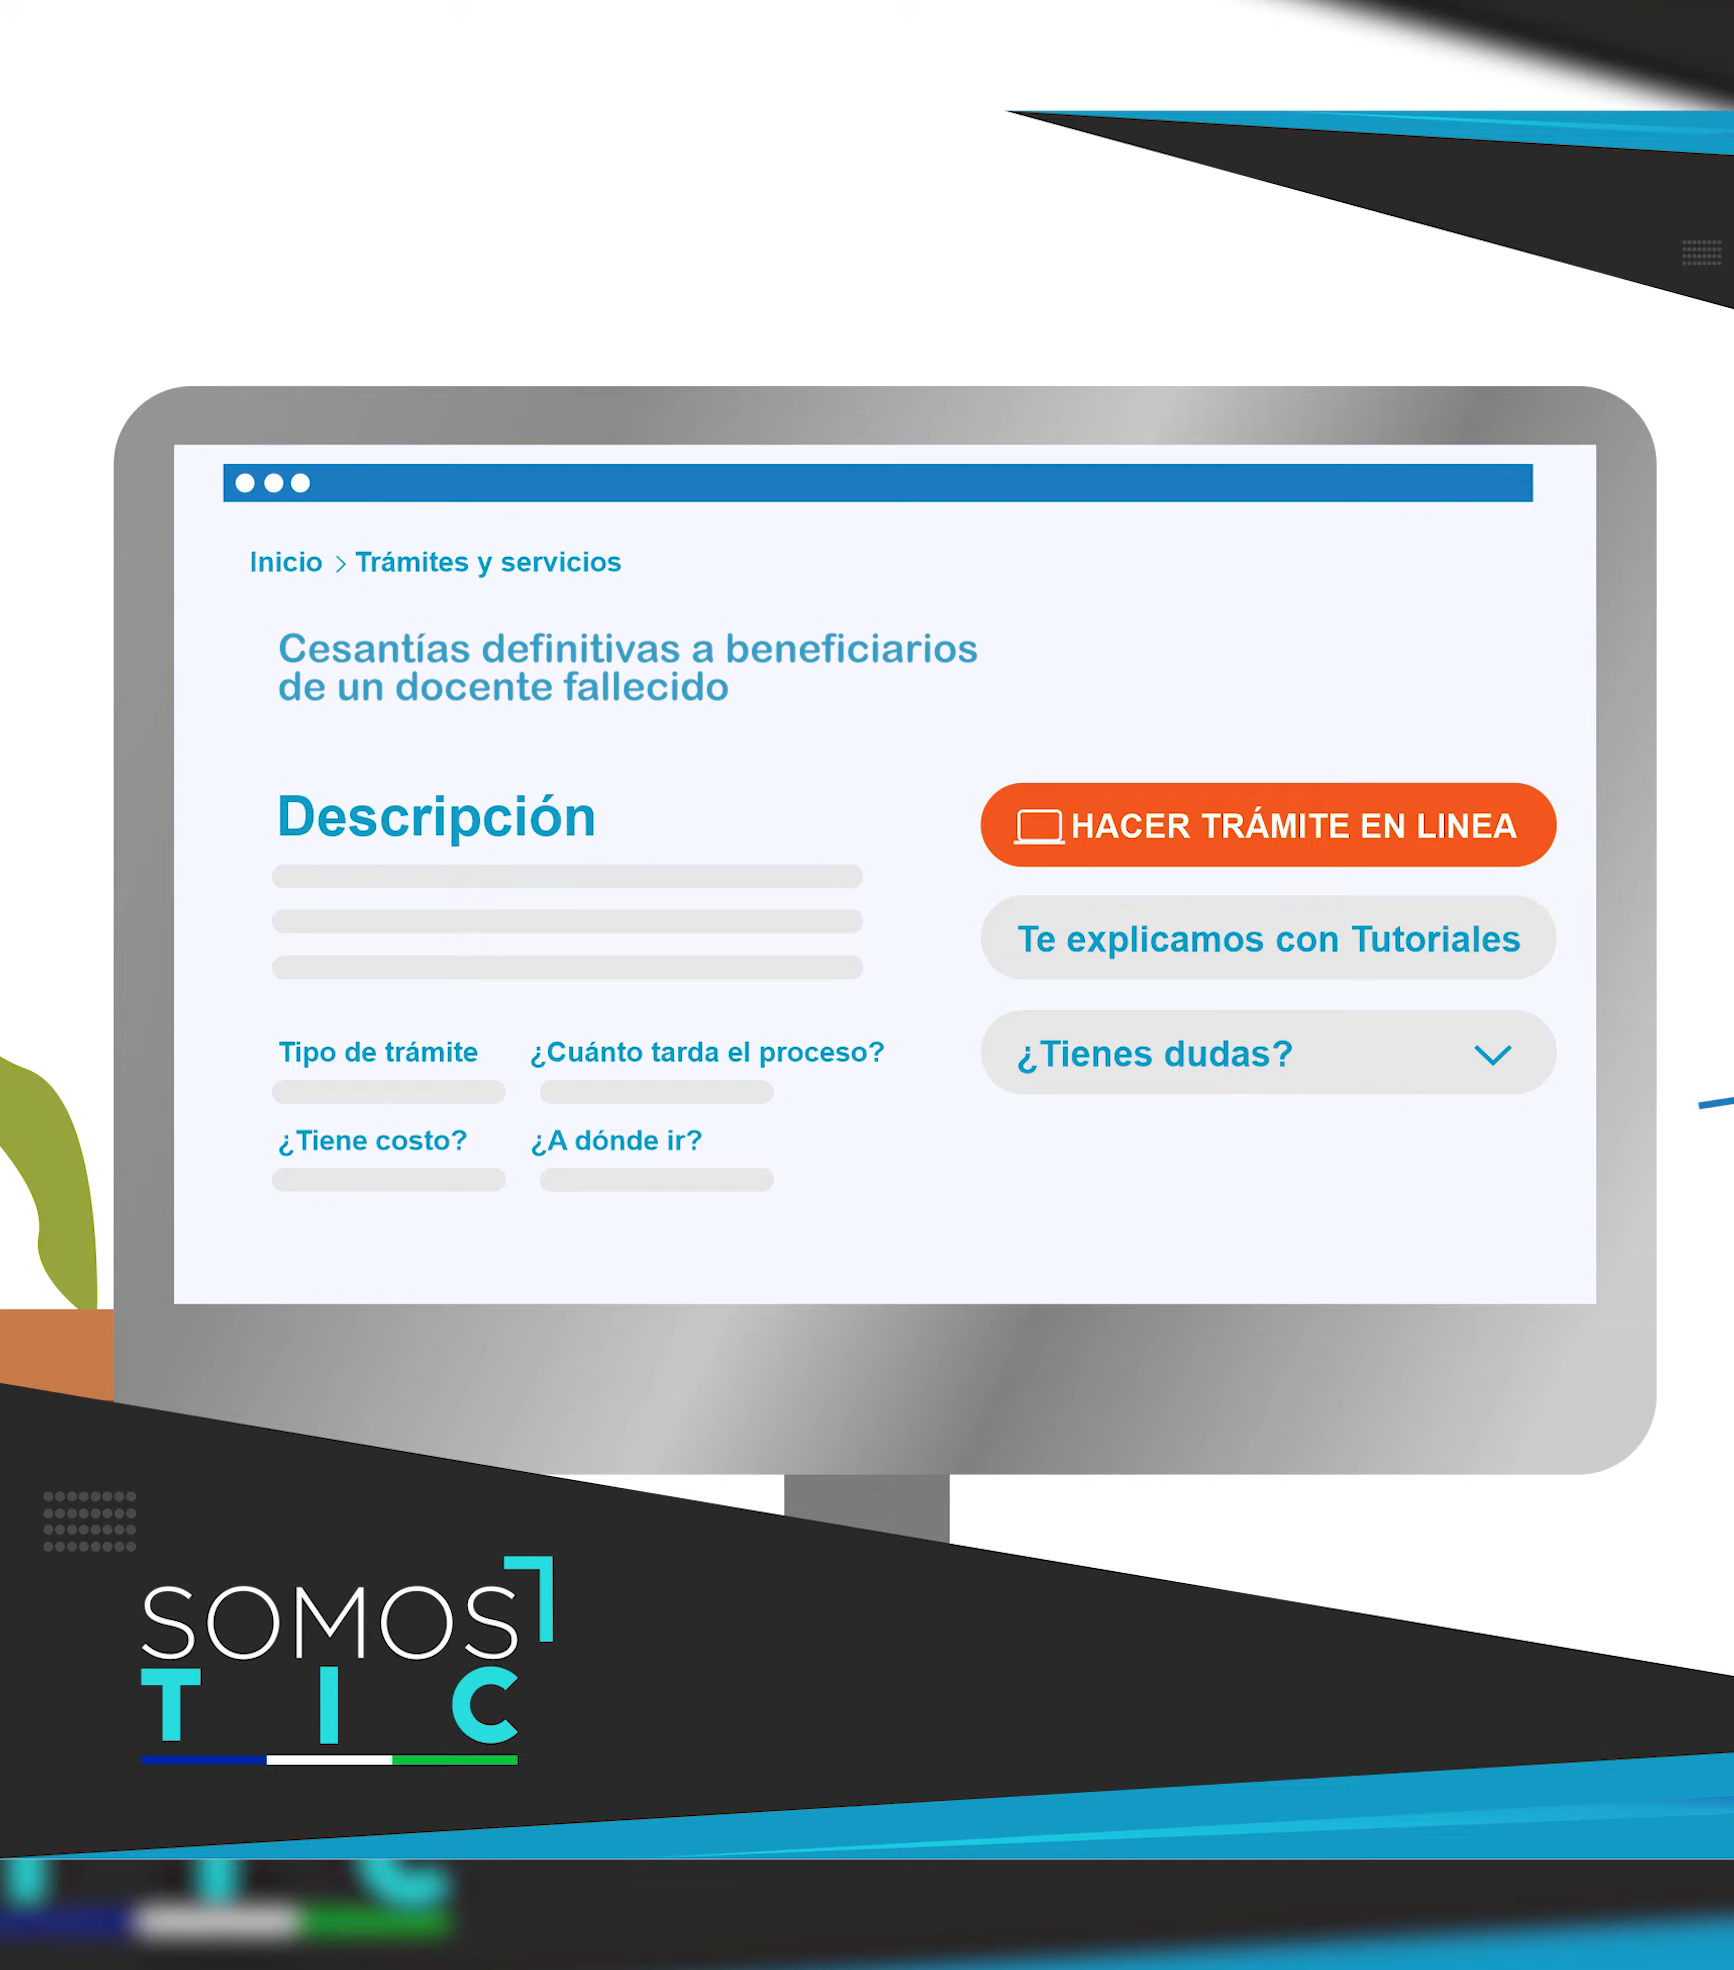 Inicio > Trámites y servicios
Cesantías definitivas a beneficiarios
de un docente fallecido
Descripción
HACER TRÁMITE EN LINEA
Te explicamos con Tutoriales
¿Tienes dudas?
Tipo de trámite
¿Cuánto tarda el proceso?
¿Tiene costo?
¿A dónde ir?
SOMOS
TIC